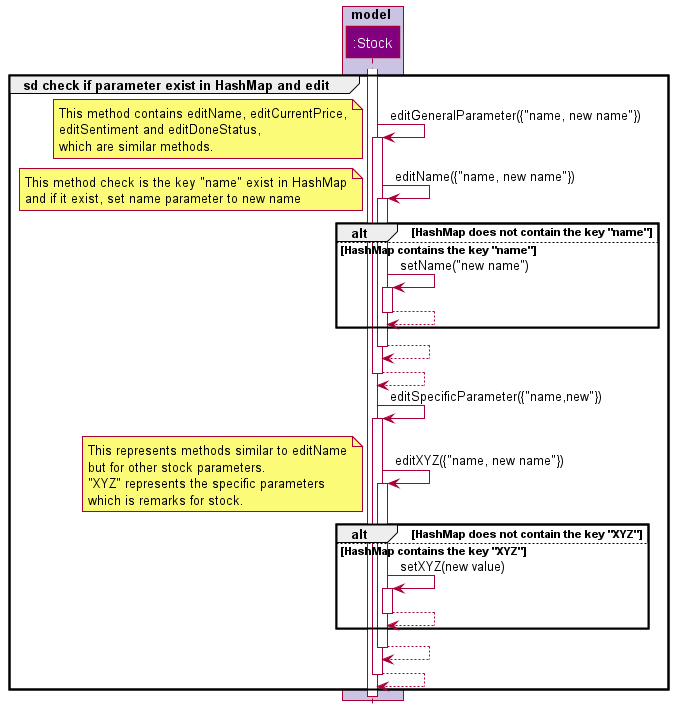 model
:Stock
sd check if parameter exist in HashMap and edit
This method contains editName, editCurrentPrice,
editSentiment and editDoneStatus,
which are similar methods.
editGeneralParameter({"name, new name"})
This method check is the key "name" exist in HashMap
and if it exist, set name parameter to new name
editName({"name, new name"})
alt
[HashMap does not contain the key "name"]
[HashMap contains the key "name"]
setName("new name")
editSpecificParameter({"name,new"})
This represents methods similar to editName
but for other stock parameters.
"XYZ" represents the specific parameters
which is remarks for stock.
editXYZ({"name, new name"})
alt
[HashMap does not contain the key "XYZ"]
[HashMap contains the key "XYZ"]
setXYZ(new value)